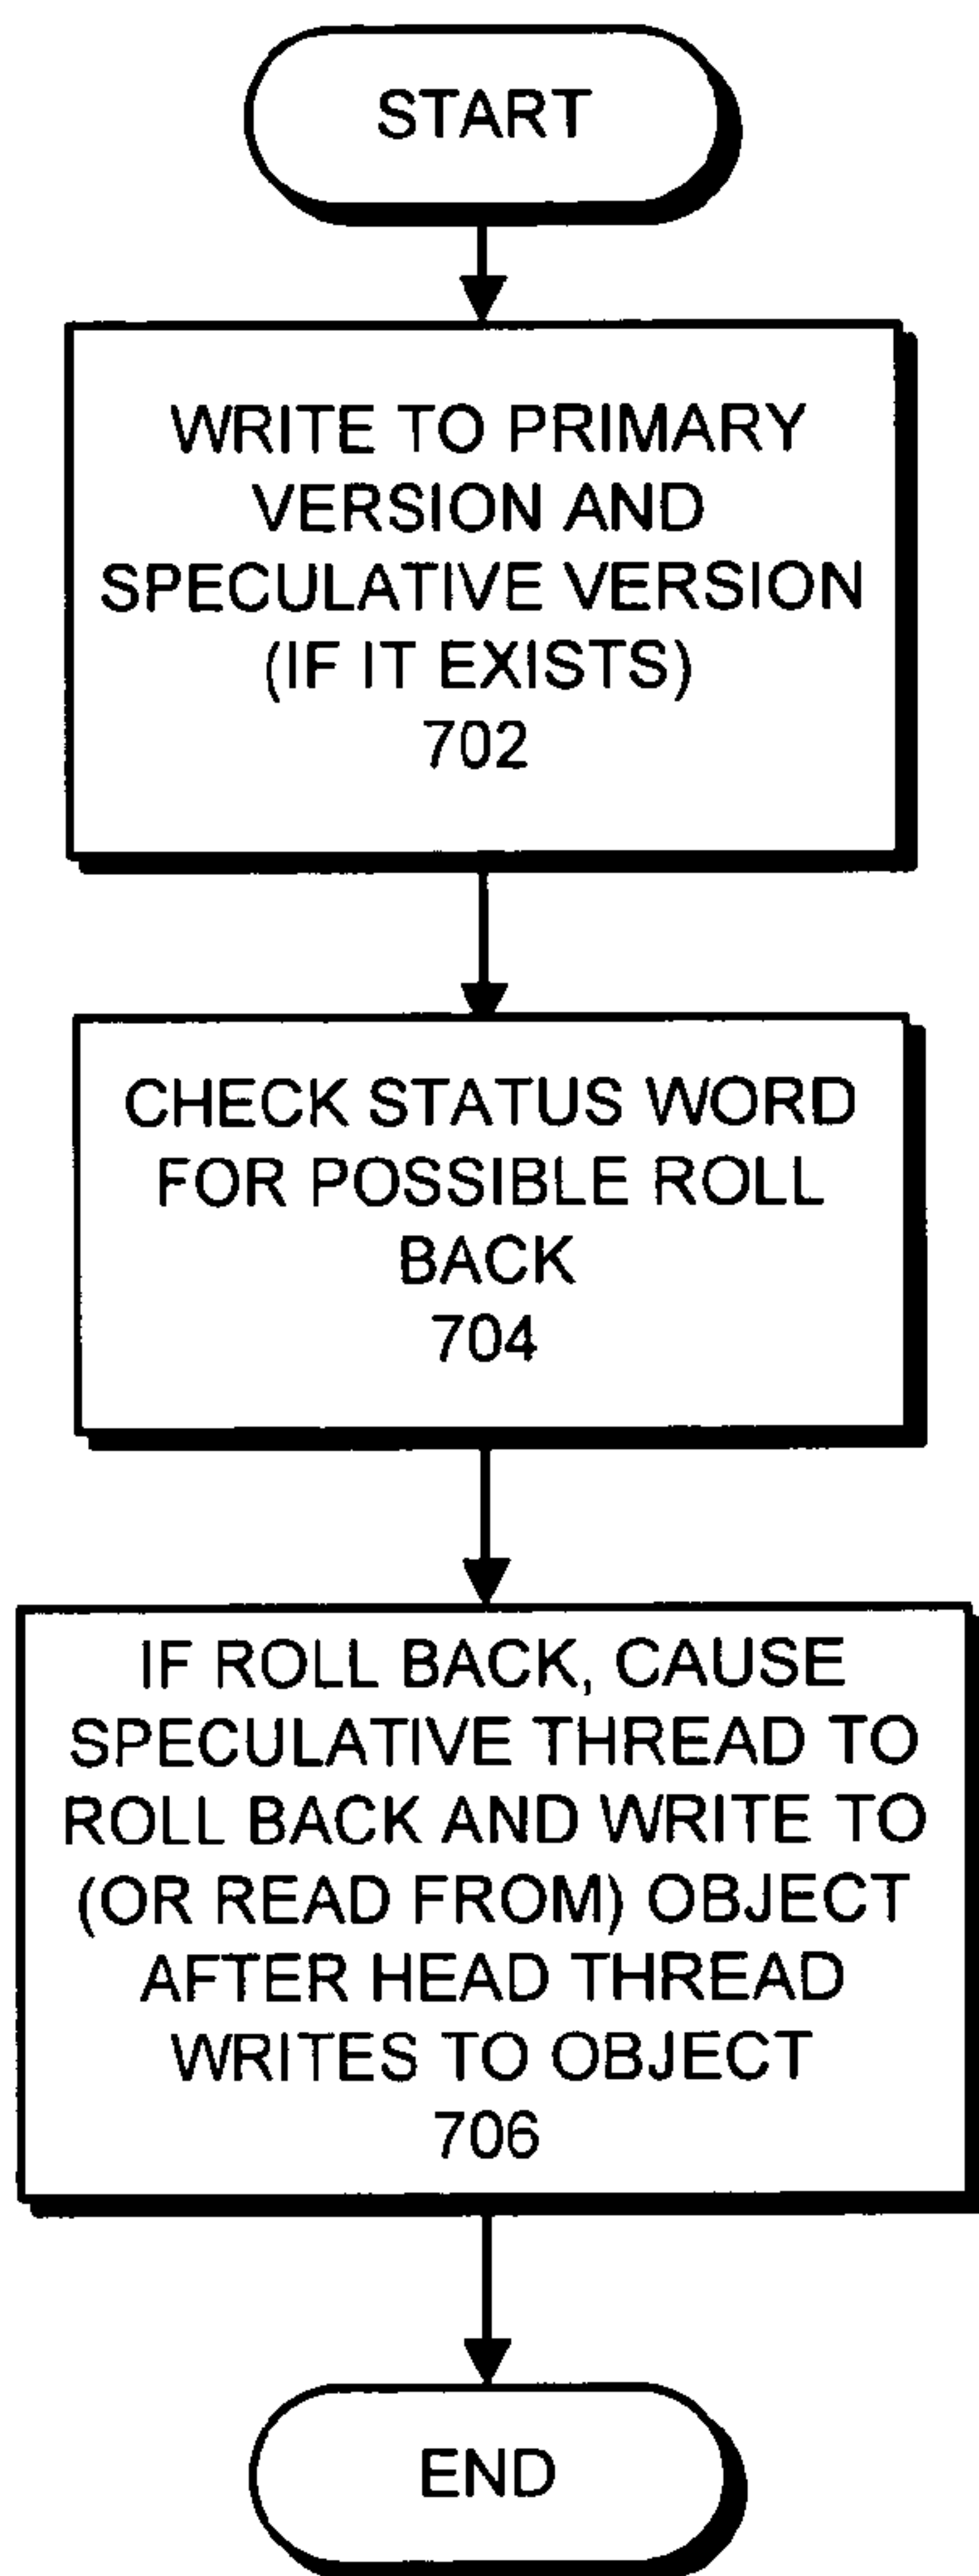 START
WRITE TO PRIMARY
VERSION AND
SPECULATIVE VERSION
(IF IT EXISTS)
702
CHECK STATUS WORD
FOR POSSIBLE ROLL
BACK
704
IF ROLL BACK, CAUSE
SPECULATIVE THREAD TO
ROLL BACK AND WRITE TO
(OR READ FROM) OBJECT
AFTER HEAD THREAD
WRITES TO OBJECT
706
END